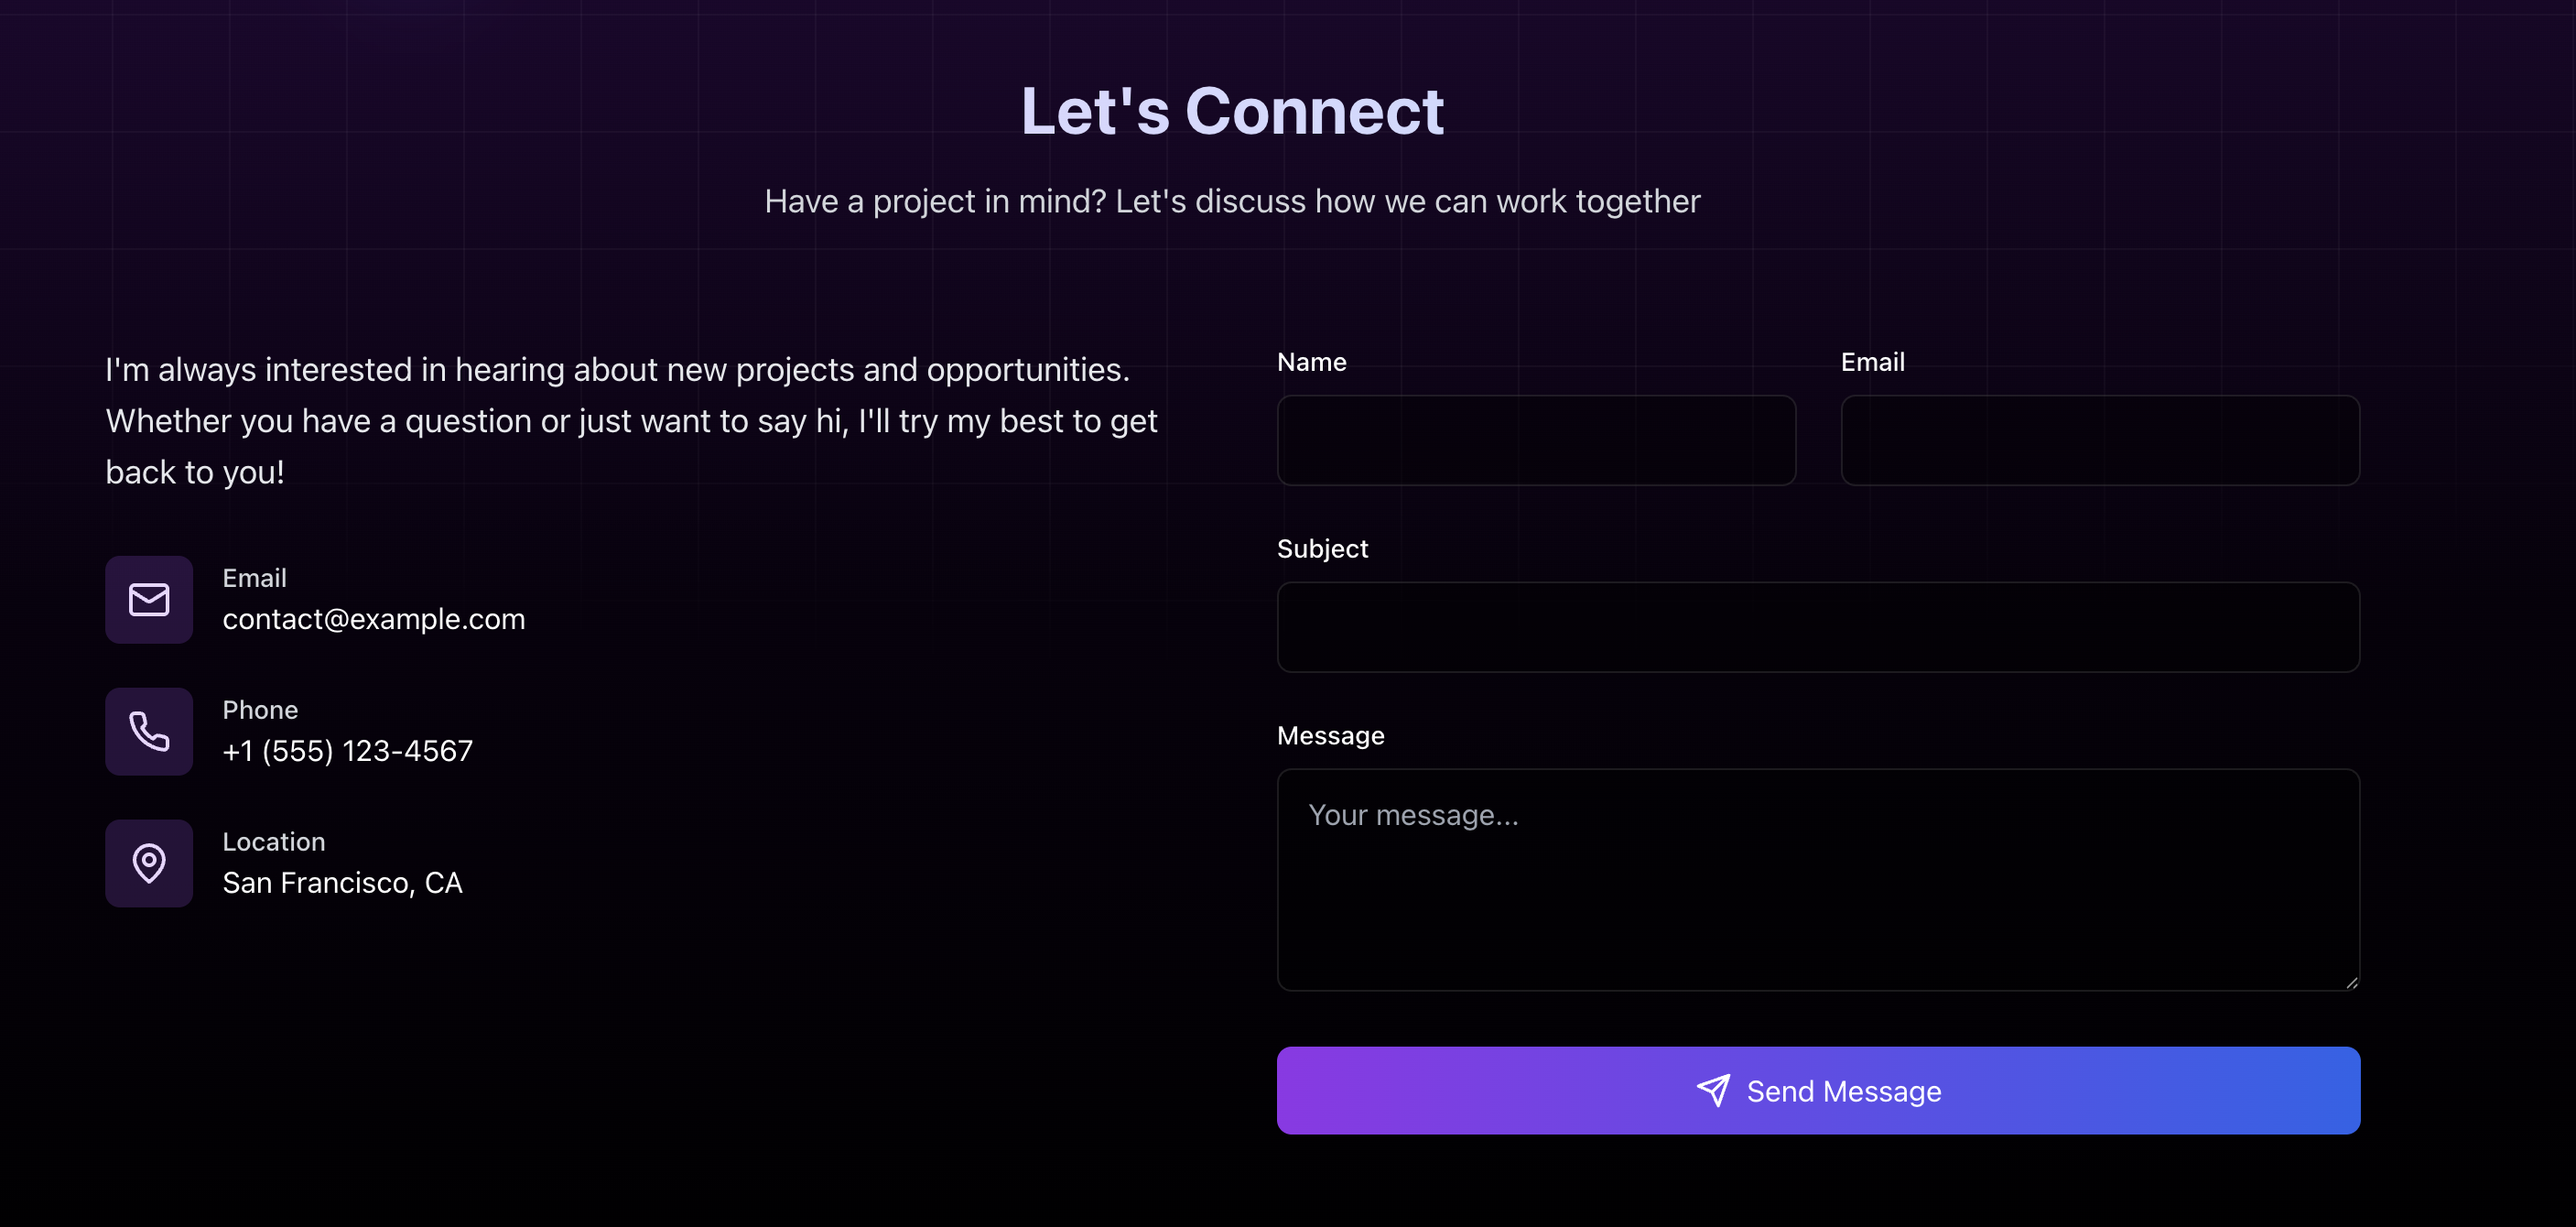 Let's Connect
Have a project in mind? Let's discuss how we can work together
I'm always interested in hearing about new projects and opportunities.
Whether you have a question or just want to say hi, I'll try my best to get
back to you!
Email
contact@example.com
Phone
+1 (555) 123-4567
Location
San Francisco, CA
Name
Email
Subject
Message
Your message...
Send Message